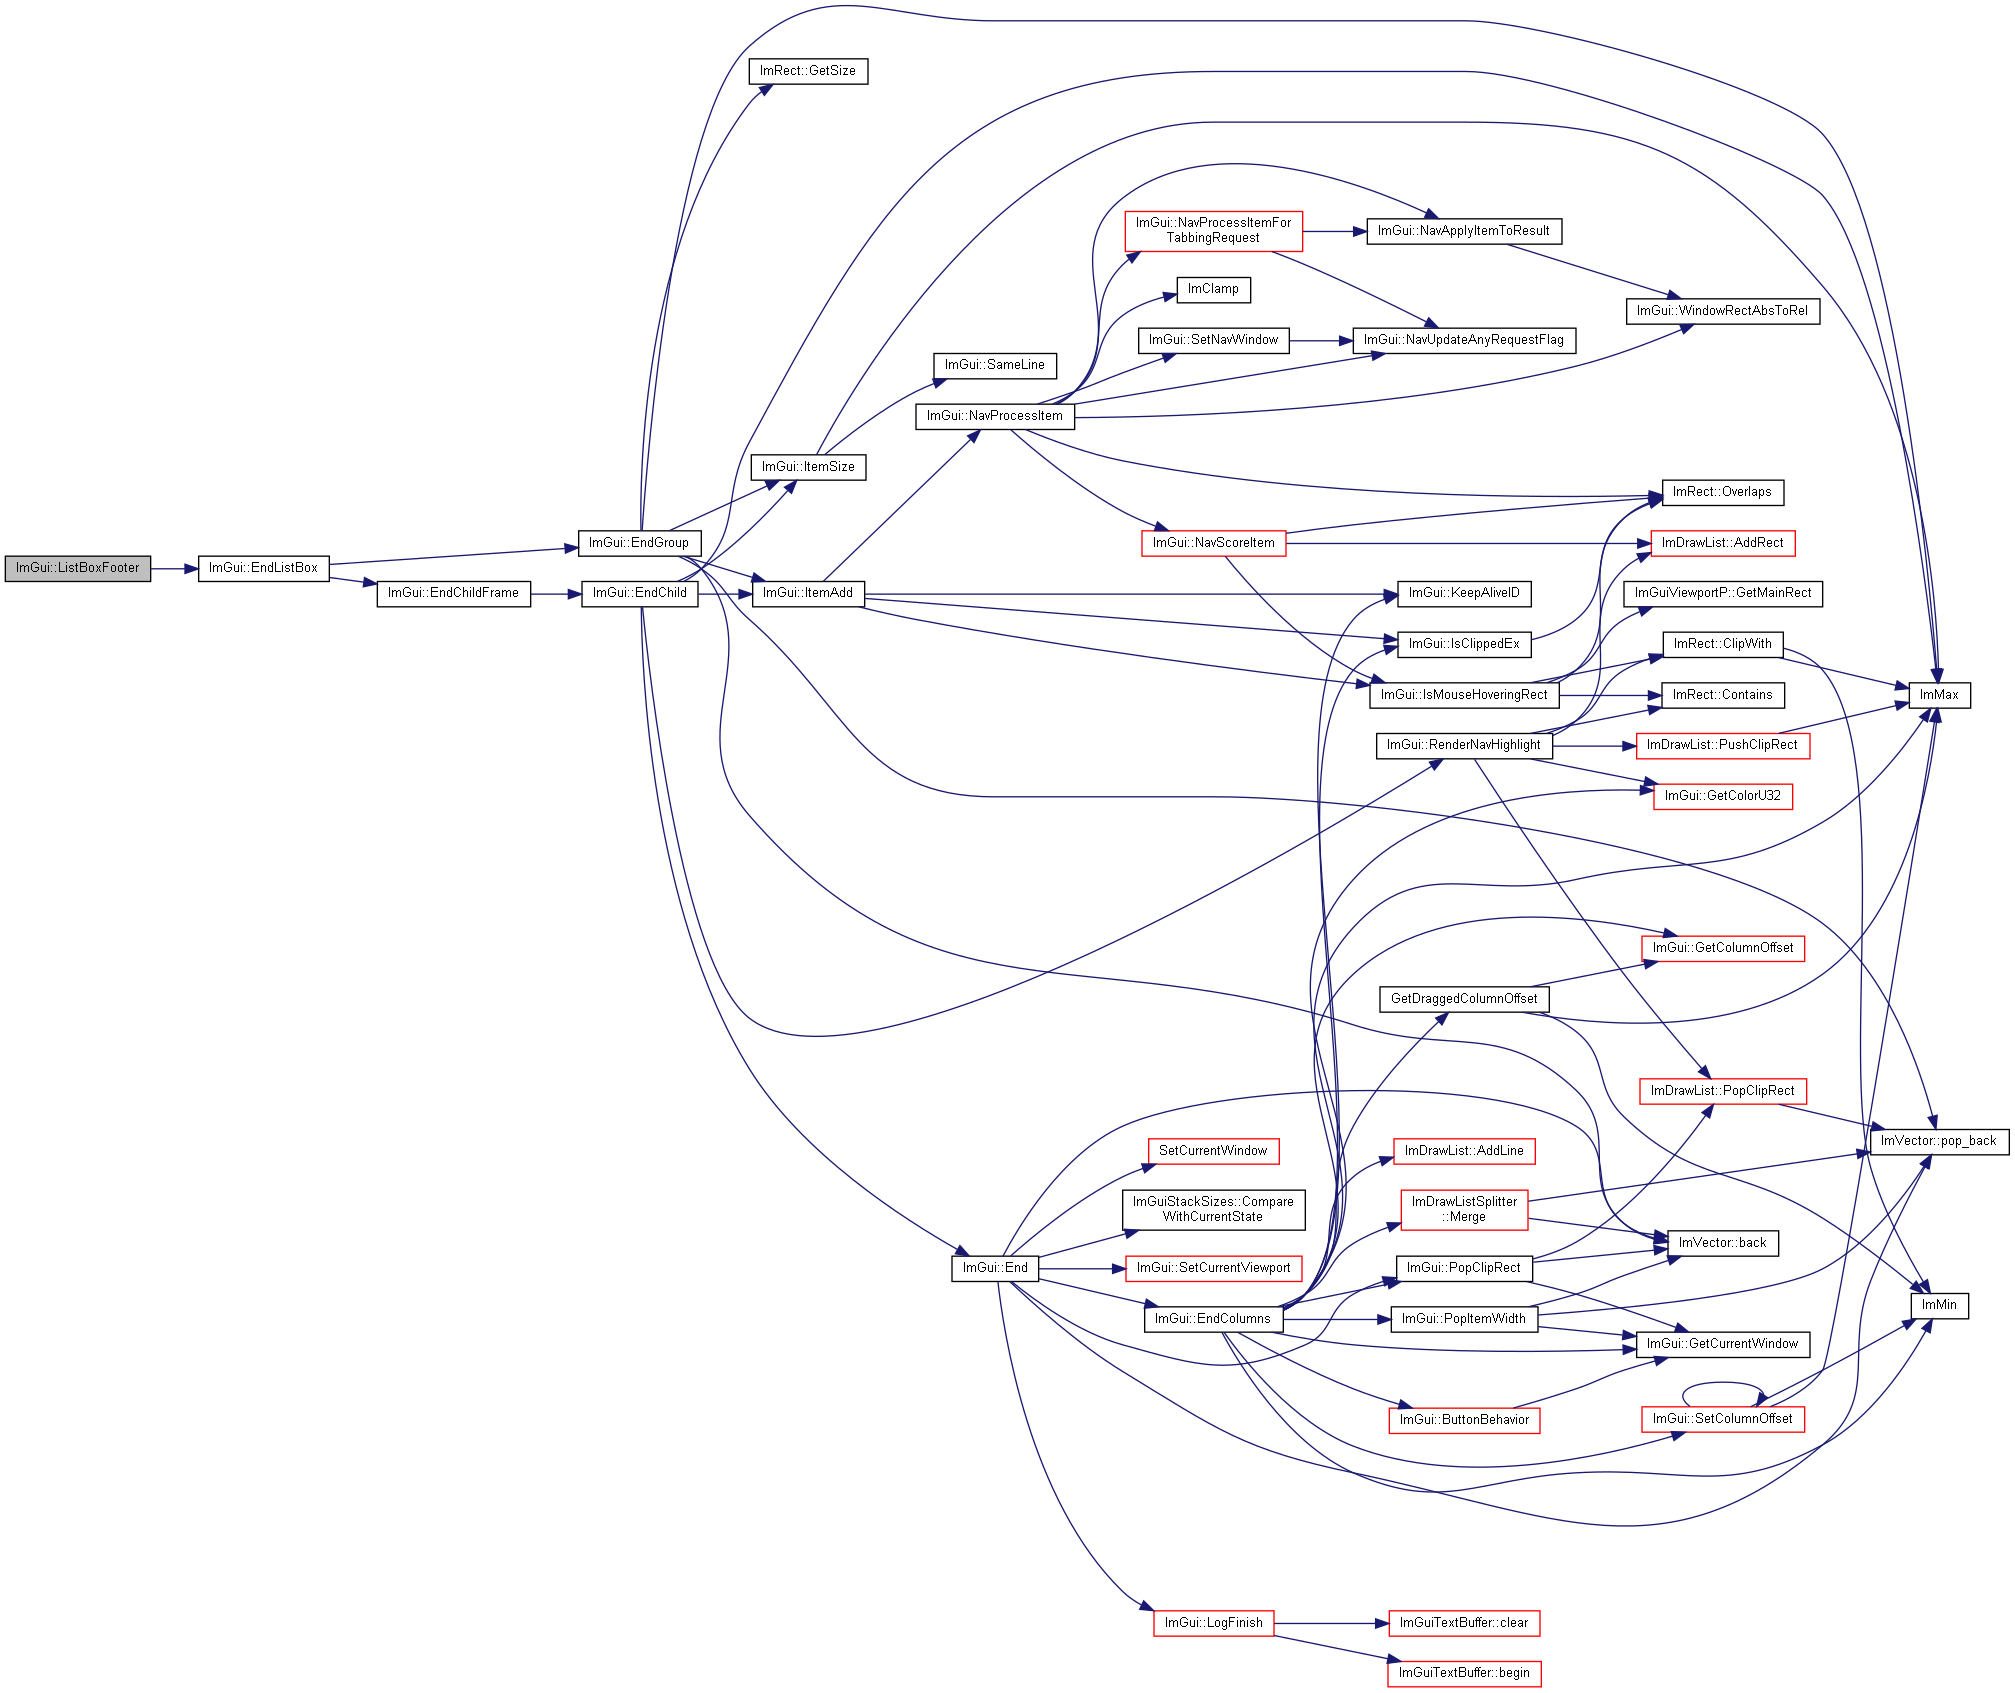 ImRect::GetSize
ImGui::NavProcessItemFor
TabbingRequest
ImGui::NavApplyItemToResult
ImClamp
ImGui::WindowRectAbsToRel
ImGui::SetNavWindow
ImGui::NavUpdateAnyRequestFlag
ImGui::SameLine
ImGui::NavProcessItem
ImGui::ItemSize
ImRect::Overlaps
ImGui::EndGroup
ImGui::NavScoreItem
ImDrawList::AddRect
ImGui::ListBoxFooter
ImGui::EndListBox
ImGui::EndChildFrame
ImGui::EndChild
ImGui::ItemAdd
ImGui::KeepAliveID
ImGuiViewportP::GetMainRect
ImGui::IsClippedEx
ImRect::ClipWith
ImGui::IsMouseHoveringRect
ImRect::Contains
ImMax
ImGui::RenderNavHighlight
ImDrawList::PushClipRect
ImGui::GetColorU32
ImGui::GetColumnOffset
GetDraggedColumnOffset
ImDrawList::PopClipRect
ImVector::pop_back
SetCurrentWindow
ImDrawList::AddLine
ImGuiStackSizes::Compare
WithCurrentState
ImDrawListSplitter
::Merge
ImVector::back
ImGui::End
ImGui::SetCurrentViewport
ImGui::PopClipRect
ImMin
ImGui::EndColumns
ImGui::PopItemWidth
ImGui::GetCurrentWindow
ImGui::ButtonBehavior
ImGui::SetColumnOffset
ImGui::LogFinish
ImGuiTextBuffer::clear
ImGuiTextBuffer::begin